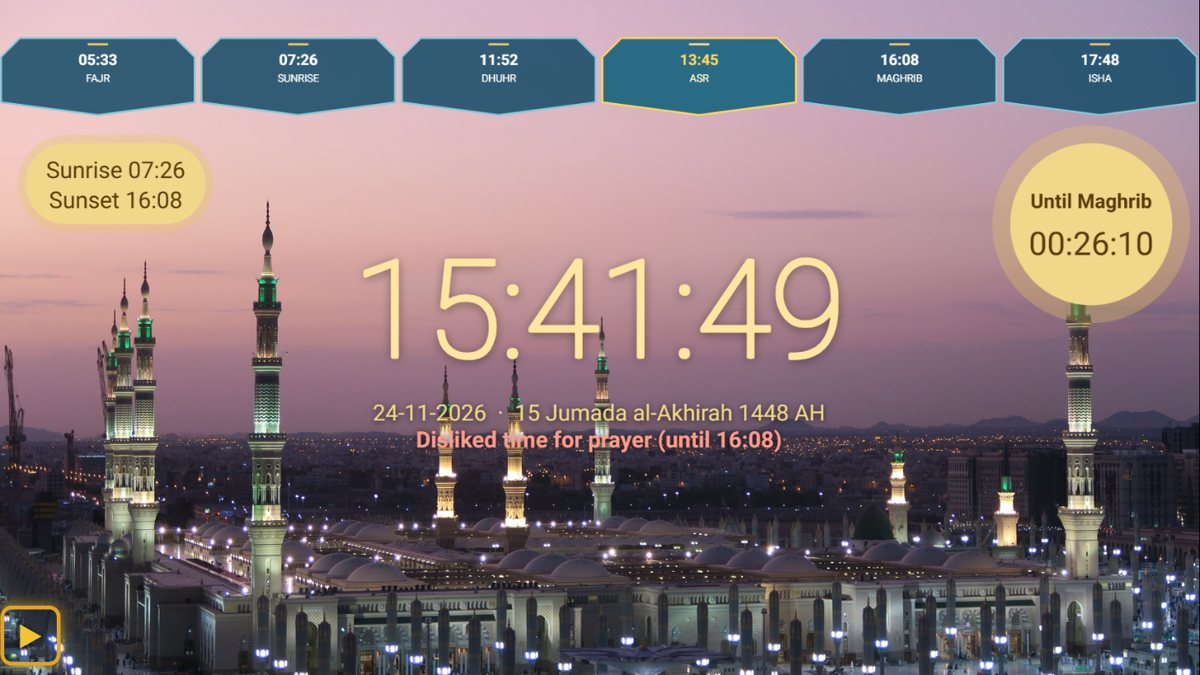 05:33
FAJR
07:26
SUNRISE
11:52
DHUHR
13:45
ASR
16:08
MAGHRIB
17:48
ISHA
Sunrise 07:26
Sunset 16:08
Until Maghrib
00:26:10
15:41:49
24-11-2026 · 15 Jumada al-Akhirah 1448 AH
Disliked time for prayer (until 16:08)